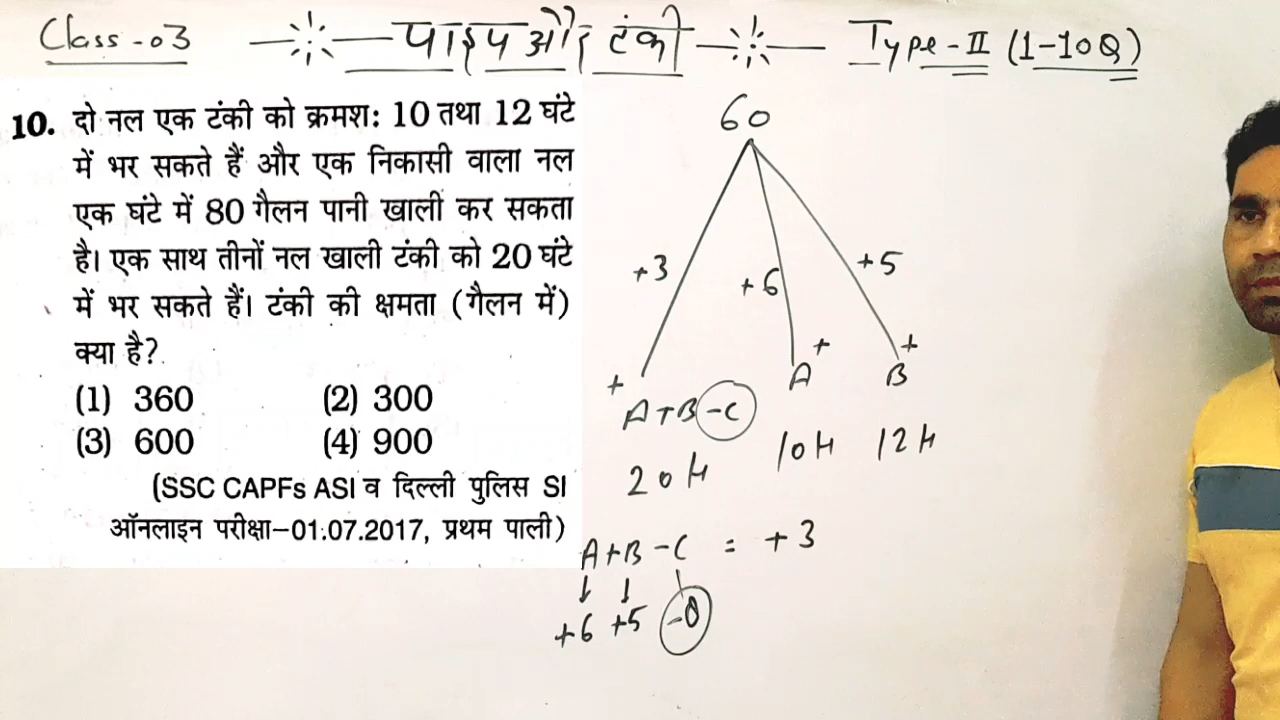 Class-03 पाइप और टंकी Type-II (1-10Q)
10. दो नल एक टंकी को क्रमश: 10 तथा 12 घंटे
में भर सकते हैं और एक निकासी वाला नल
एक घंटे में 80 गैलन पानी खाली कर सकता
है। एक साथ तीनों नल खाली टंकी को 20 घंटे
में भर सकते हैं। टंकी की क्षमता (गैलन में)
क्या है?
(1) 360 (2) 300
(3) 600 (4) 900
(SSC CAPFs ASI व दिल्ली पुलिस SI
ऑनलाइन परीक्षा–01.07.2017, प्रथम पाली)
60
+3 +6 +5
+ + +
A+B-C A B
20H 10H 12H
A+B-C = +3
+6 +5 -8